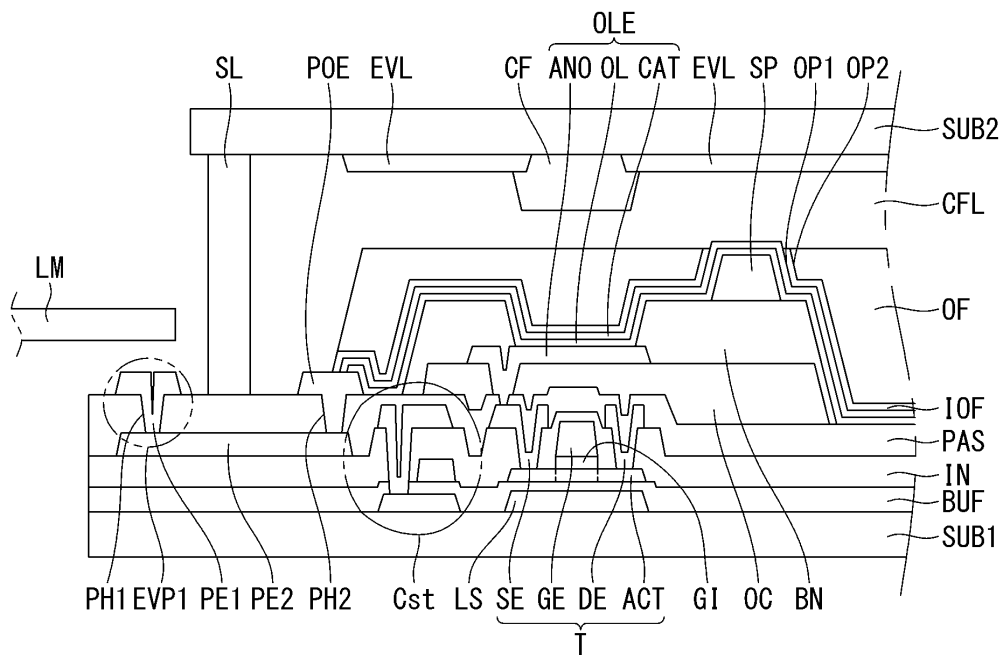 OLE
SL POE EVL CF ANO OL CAT EVL SP OP1 OP2
SUB2
CFL
LM
OF
IOF
PAS
IN
BUF
SUB1
PH1 EVP1 PE1 PE2 PH2 Cst LS SE GE DE ACT GI OC BN
T